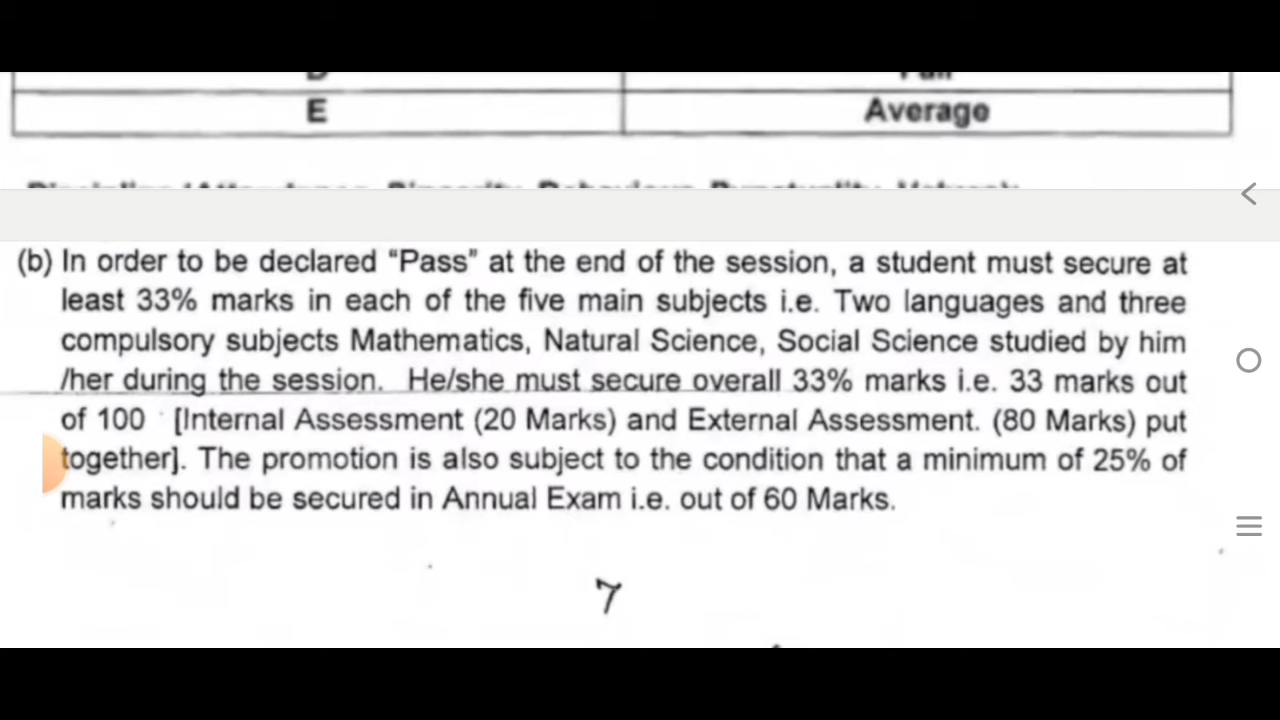 E Average
(b) In order to be declared “Pass” at the end of the session, a student must secure at
least 33% marks in each of the five main subjects i.e. Two languages and three
compulsory subjects Mathematics, Natural Science, Social Science studied by him
/her during the session. He/she must secure overall 33% marks i.e. 33 marks out
of 100 [Internal Assessment (20 Marks) and External Assessment. (80 Marks) put
together]. The promotion is also subject to the condition that a minimum of 25% of
marks should be secured in Annual Exam i.e. out of 60 Marks.
7